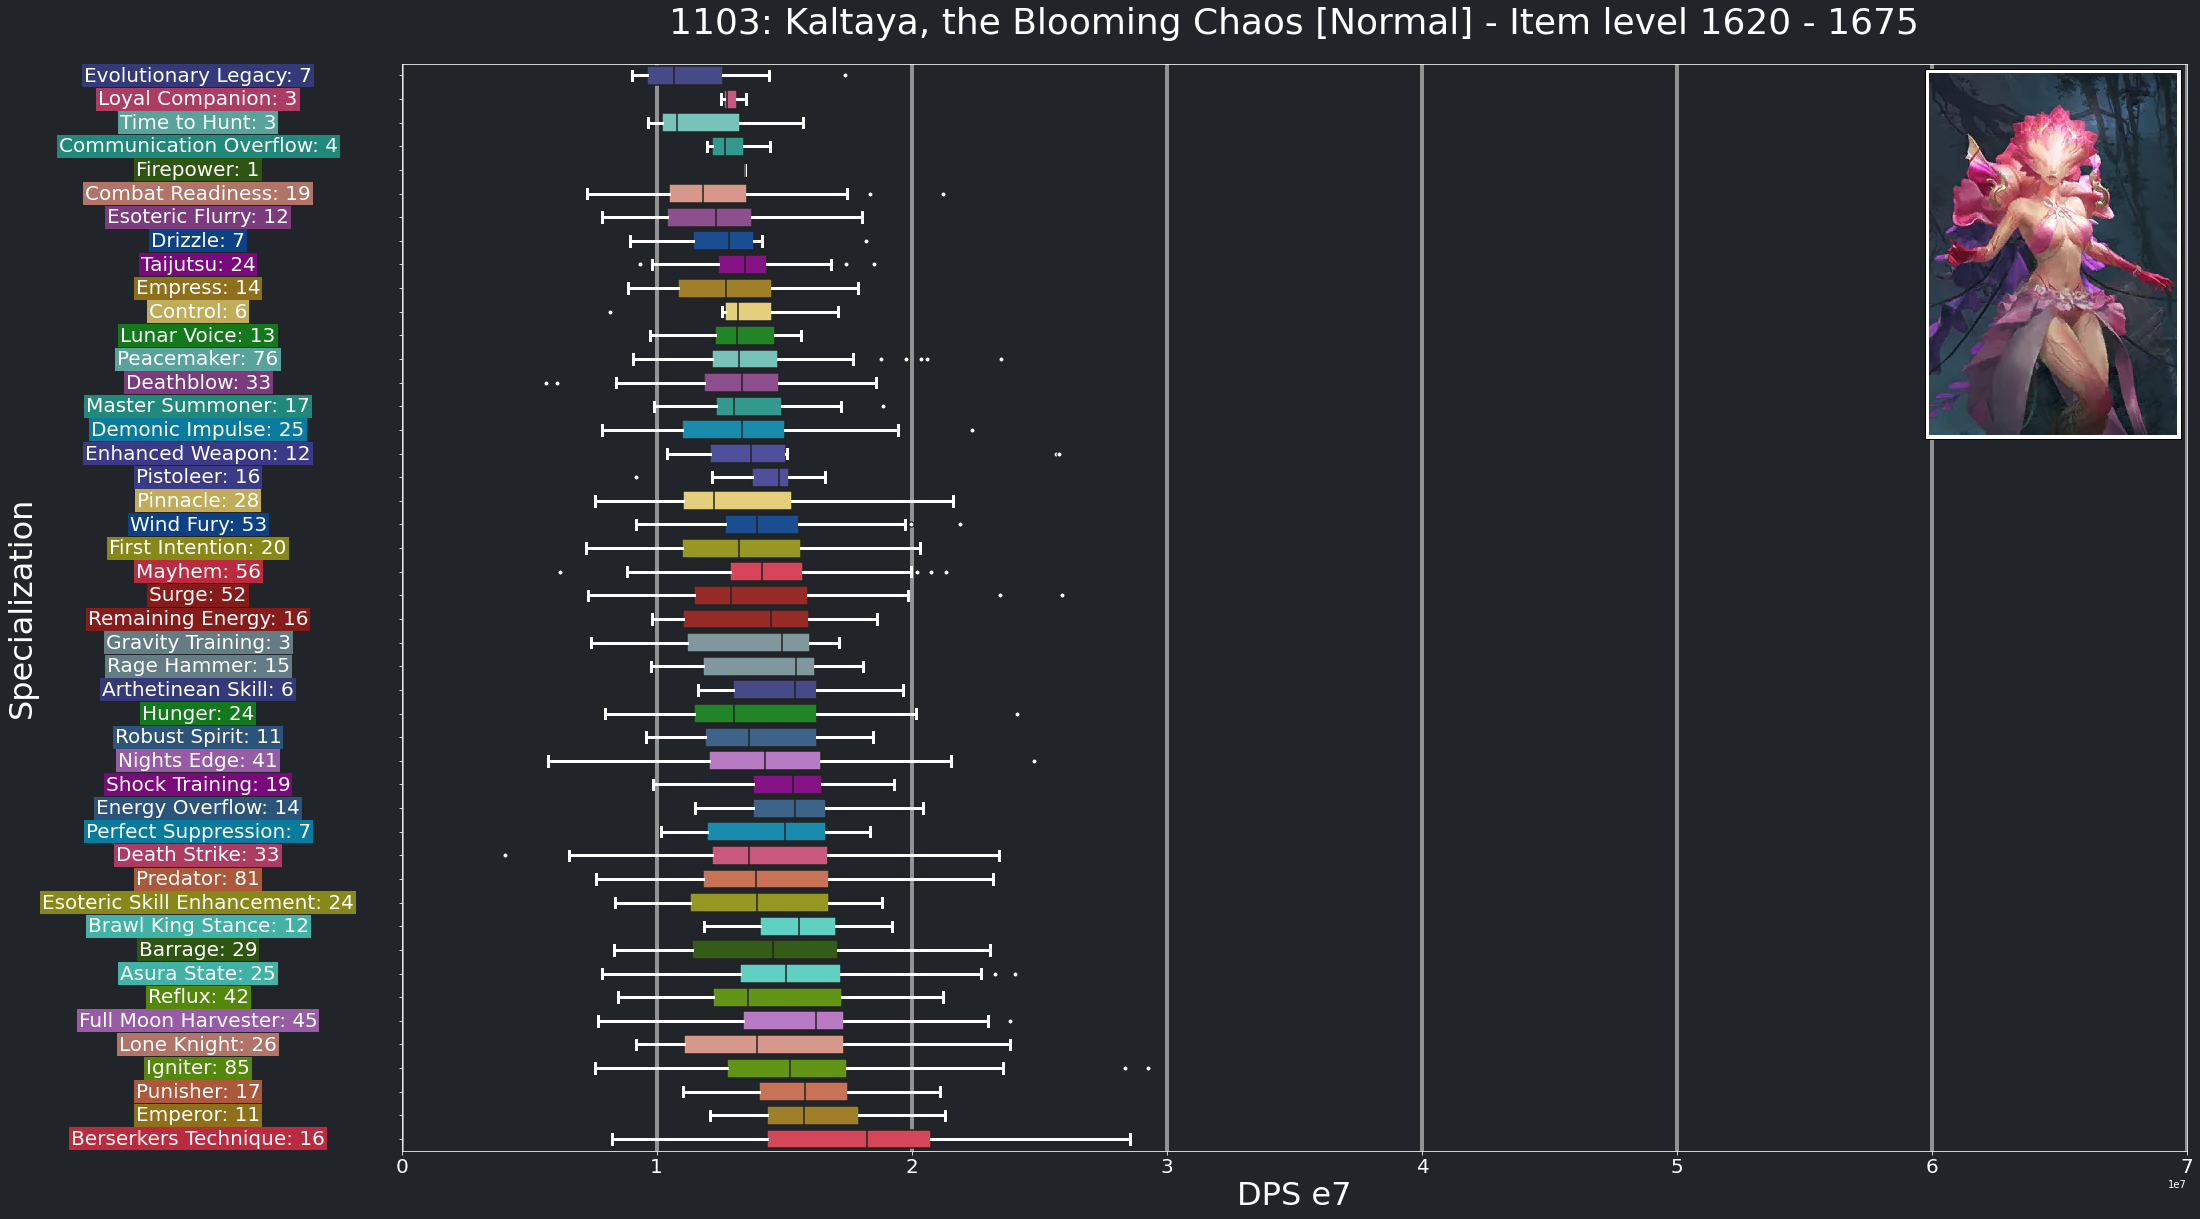 1103: Kaltaya, the Blooming Chaos [Normal] - Item level 1620 - 1675
Specialization
Evolutionary Legacy: 7
Loyal Companion: 3
Time to Hunt: 3
Communication Overflow: 4
Firepower: 1
Combat Readiness: 19
Esoteric Flurry: 12
Drizzle: 7
Taijutsu: 24
Empress: 14
Control: 6
Lunar Voice: 13
Peacemaker: 76
Deathblow: 33
Master Summoner: 17
Demonic Impulse: 25
Enhanced Weapon: 12
Pistoleer: 16
Pinnacle: 28
Wind Fury: 53
First Intention: 20
Mayhem: 56
Surge: 52
Remaining Energy: 16
Gravity Training: 3
Rage Hammer: 15
Arthetinean Skill: 6
Hunger: 24
Robust Spirit: 11
Nights Edge: 41
Shock Training: 19
Energy Overflow: 14
Perfect Suppression: 7
Death Strike: 33
Predator: 81
Esoteric Skill Enhancement: 24
Brawl King Stance: 12
Barrage: 29
Asura State: 25
Reflux: 42
Full Moon Harvester: 45
Lone Knight: 26
Igniter: 85
Punisher: 17
Emperor: 11
Berserkers Technique: 16
0 1 2 3 4 5 6 7
1e7
DPS e7